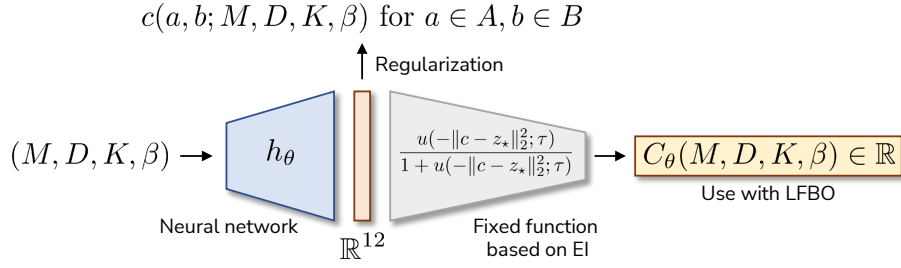 c(a, b; M, D, K, β) for a ∈ A, b ∈ B
Regularization
(M, D, K, β)
h_θ
u(−‖c − z⋆‖₂²; τ)
1 + u(−‖c − z⋆‖₂²; τ)
C_θ(M, D, K, β) ∈ ℝ
Use with LFBO
Neural network
ℝ¹²
Fixed function
based on EI